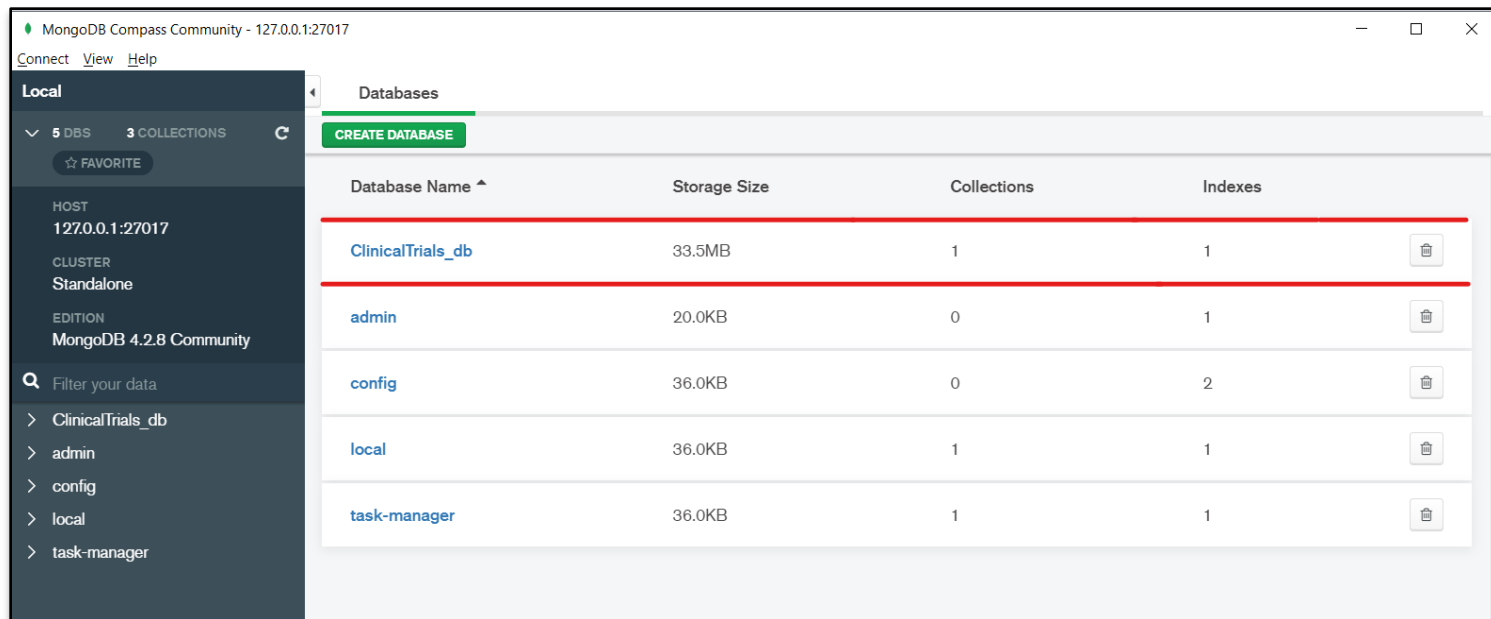 MongoDB Compass Community - 127.0.0.1:27017
Connect View Help
Local
5 DBS 3 COLLECTIONS
FAVORITE
HOST
127.0.0.1:27017
CLUSTER
Standalone
EDITION
MongoDB 4.2.8 Community
Filter your data
ClinicalTrials_db
admin
config
local
task-manager
Databases
CREATE DATABASE
Database Name Storage Size Collections Indexes
ClinicalTrials_db 33.5MB 1 1
admin 20.0KB 0 1
config 36.0KB 0 2
local 36.0KB 1 1
task-manager 36.0KB 1 1